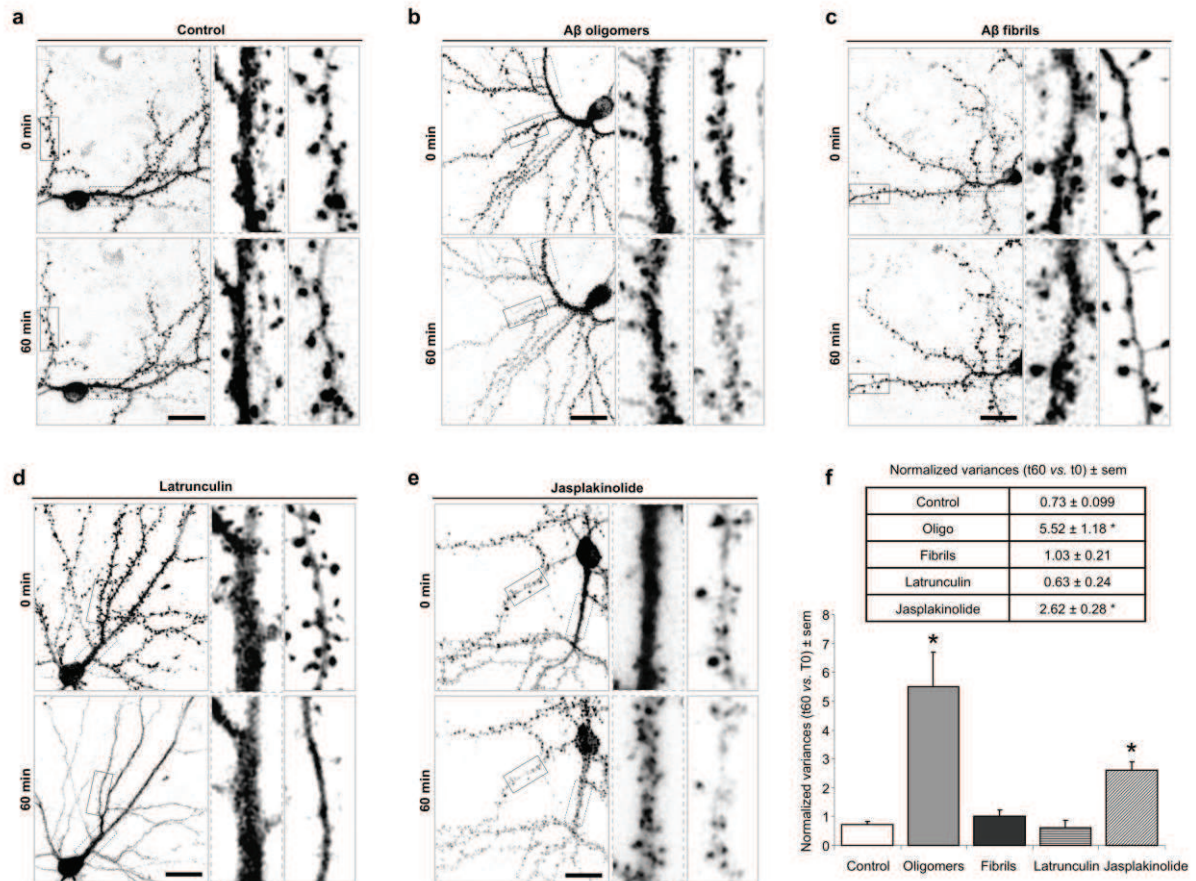 a
Control
0 min
60 min
b
Aβ oligomers
0 min
60 min
c
Aβ fibrils
0 min
60 min
d
Latrunculin
0 min
60 min
e
Jasplakinolide
0 min
60 min
f
Normalized variances (t60 vs. t0) ± sem
Control 0.73 ± 0.099
Oligo 5.52 ± 1.18 *
Fibrils 1.03 ± 0.21
Latrunculin 0.63 ± 0.24
Jasplakinolide 2.62 ± 0.28 *
Normalized variances (t60 vs. T0) ± sem
8
7
6
5
4
3
2
1
0
*
*
Control Oligomers Fibrils Latrunculin Jasplakinolide